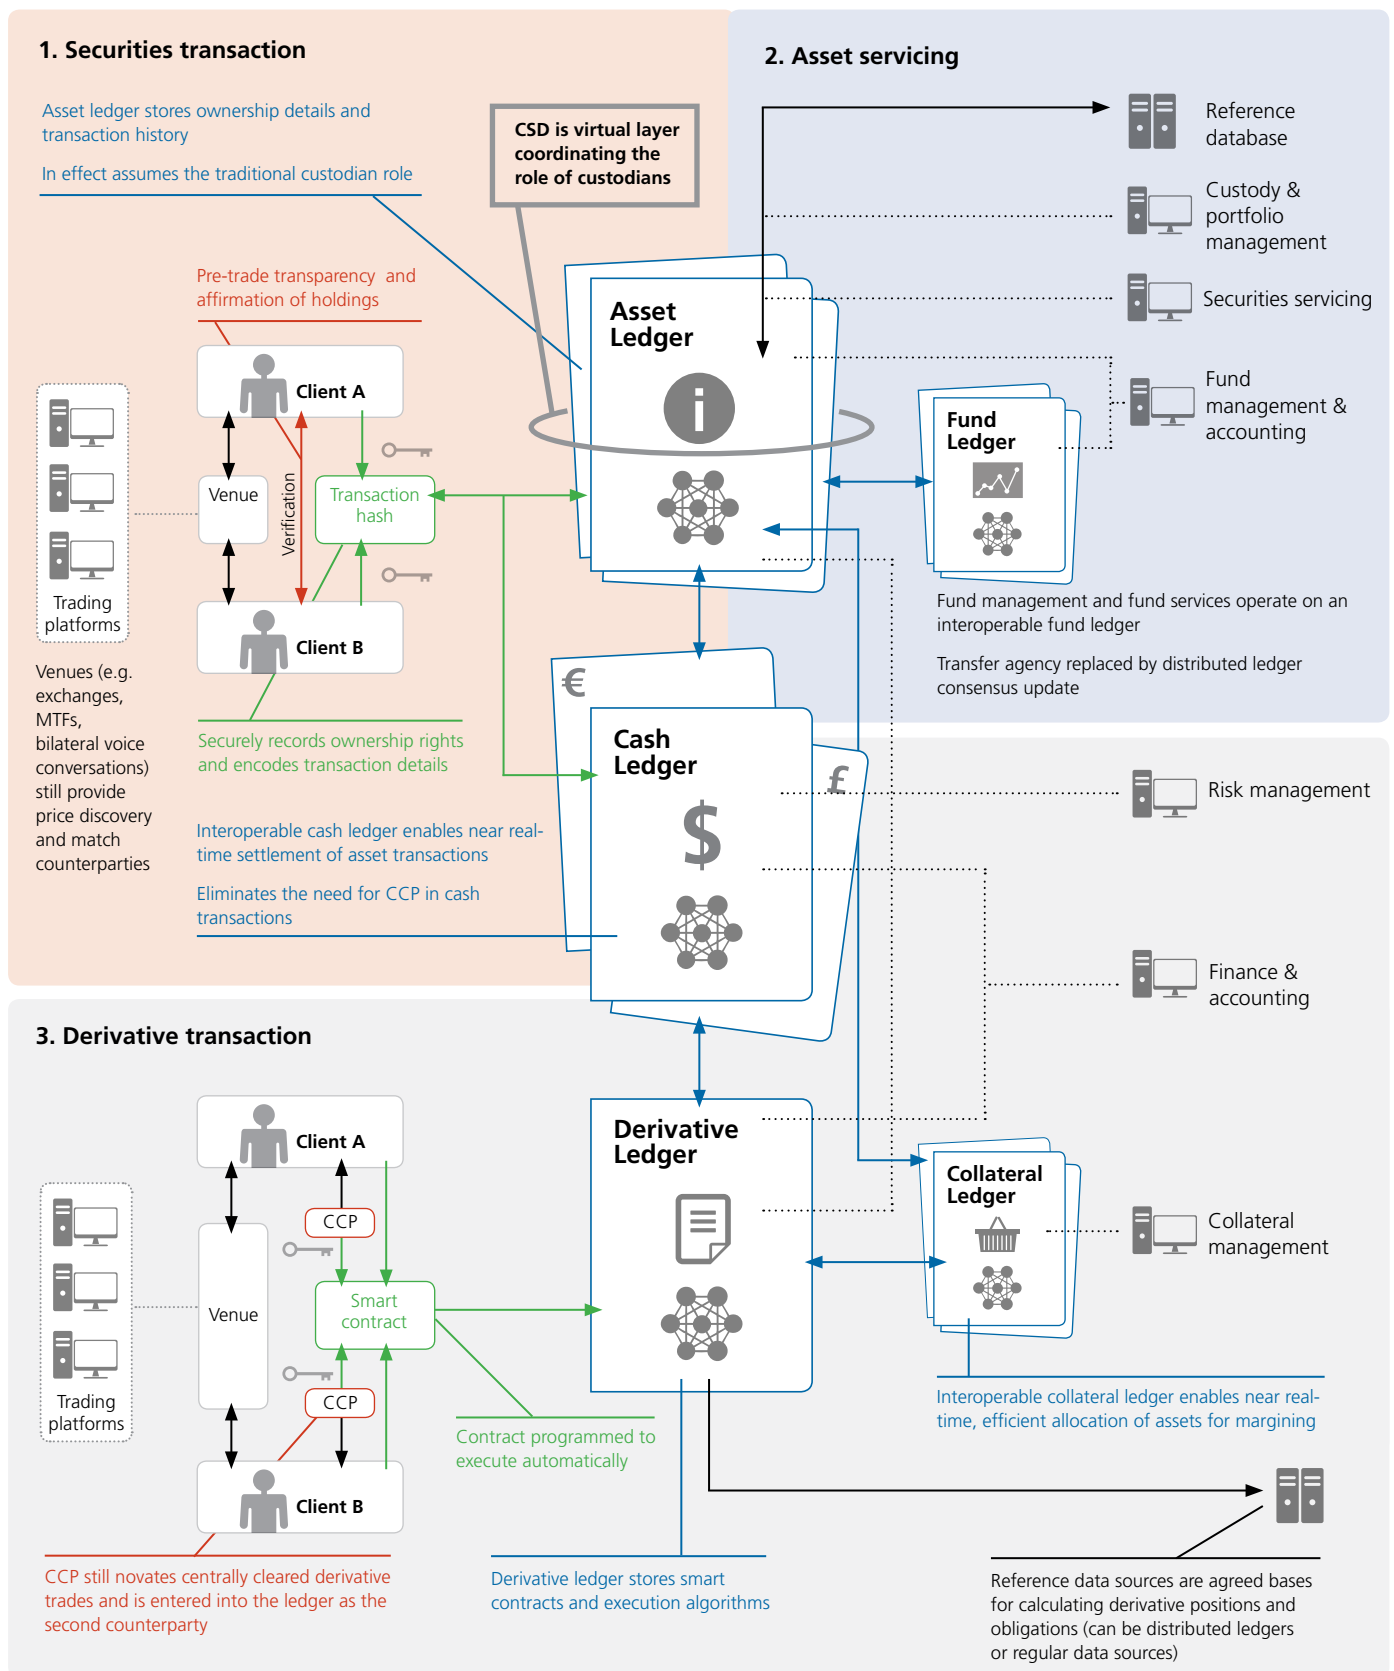 1. Securities transaction
Asset ledger stores ownership details and
transaction history
In effect assumes the traditional custodian role
CSD is virtual layer
coordinating the
role of custodians
Pre-trade transparency and
affirmation of holdings
Client A
Venue
Verification
Transaction
hash
Trading
platforms
Client B
Venues (e.g.
exchanges,
MTFs,
bilateral voice
conversations)
still provide
price discovery
and match
counterparties
Securely records ownership rights
and encodes transaction details
Interoperable cash ledger enables near real-
time settlement of asset transactions
Eliminates the need for CCP in cash
transactions
Asset
Ledger
i
€
Cash
Ledger
£
$
2. Asset servicing
Reference
database
Custody &
portfolio
management
Securities servicing
Fund
management &
accounting
Fund
Ledger
Fund management and fund services operate on an
interoperable fund ledger
Transfer agency replaced by distributed ledger
consensus update
Risk management
Finance &
accounting
3. Derivative transaction
Client A
CCP
Venue
Smart
contract
CCP
Trading
platforms
Client B
Contract programmed to
execute automatically
CCP still novates centrally cleared derivative
trades and is entered into the ledger as the
second counterparty
Derivative
Ledger
Derivative ledger stores smart
contracts and execution algorithms
Collateral
Ledger
Collateral
management
Interoperable collateral ledger enables near real-
time, efficient allocation of assets for margining
Reference data sources are agreed bases
for calculating derivative positions and
obligations (can be distributed ledgers
or regular data sources)